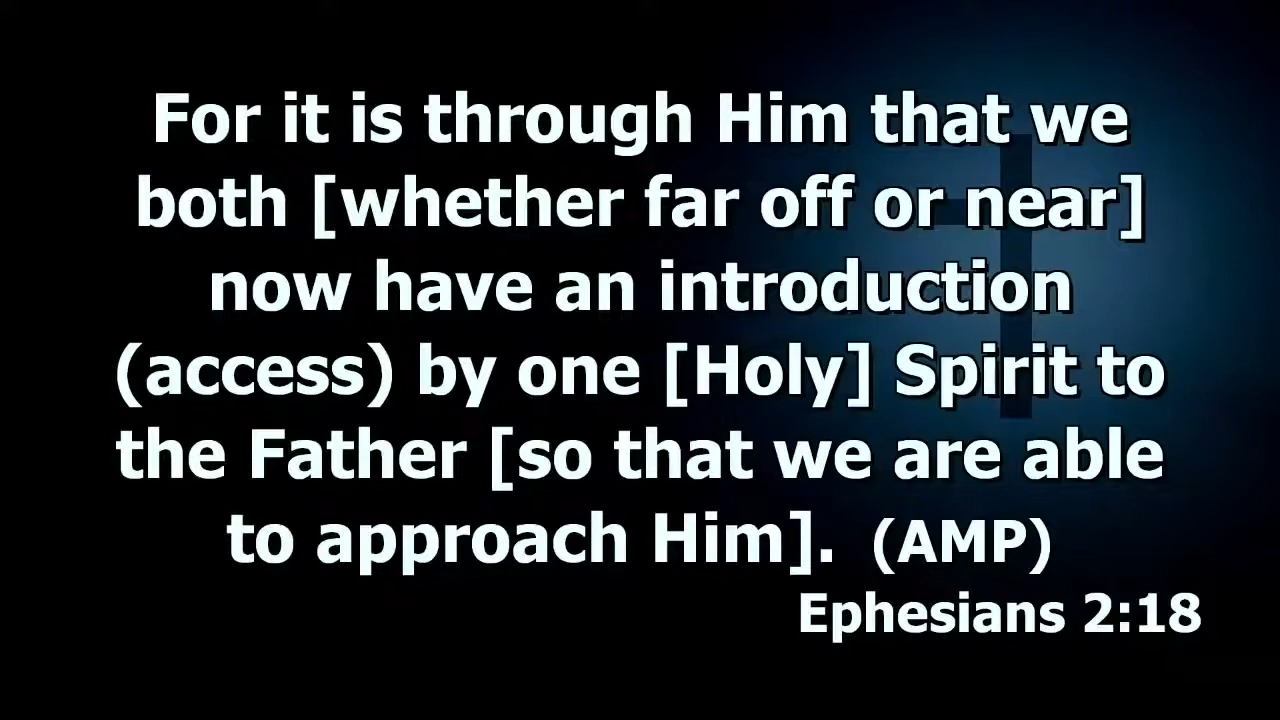 For it is through Him that we
both [whether far off or near]
now have an introduction
(access) by one [Holy] Spirit to
the Father [so that we are able
to approach Him]. (AMP)
Ephesians 2:18